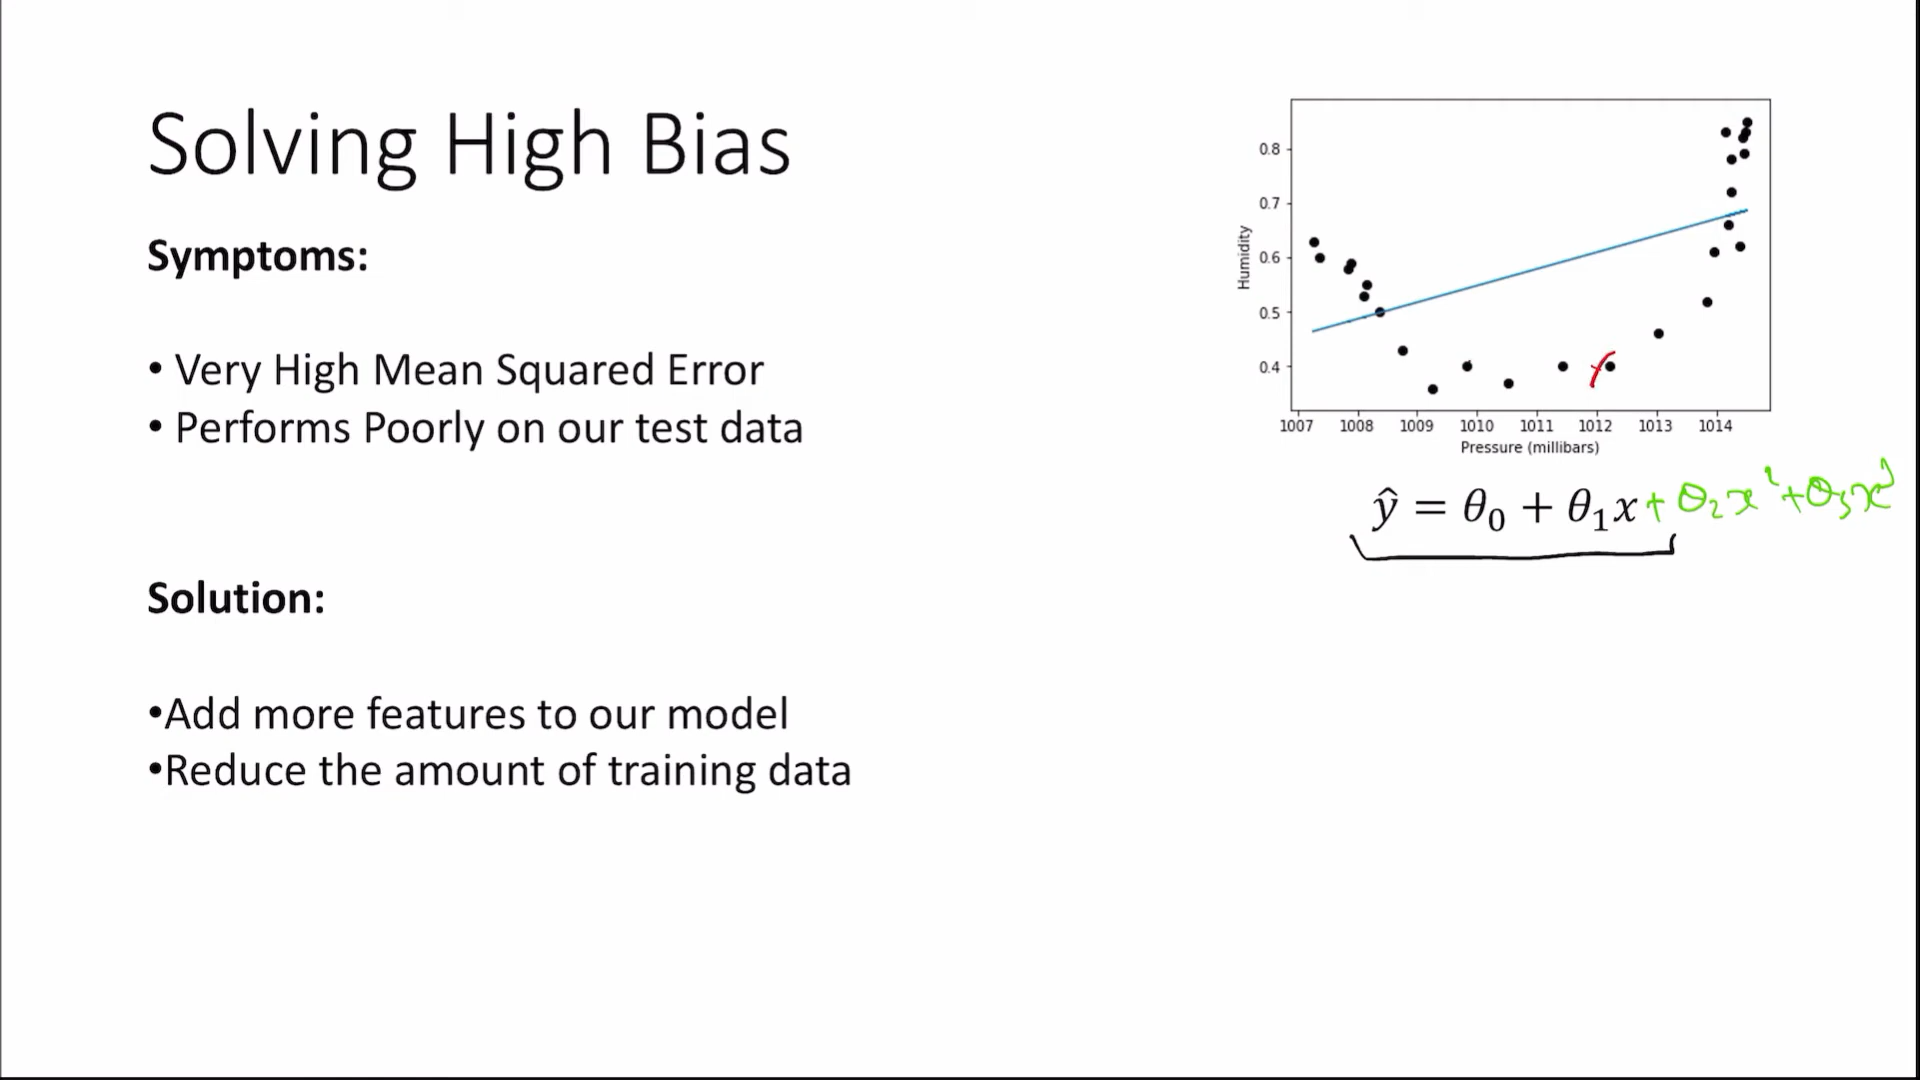 Solving High Bias
Symptoms:
• Very High Mean Squared Error
• Performs Poorly on our test data
Solution:
•Add more features to our model
•Reduce the amount of training data
0.8
0.7
0.6
0.5
0.4
Humidity
1007 1008 1009 1010 1011 1012 1013 1014
Pressure (millibars)
ŷ = θ₀ + θ₁x + θ₂x² + θ₃x³